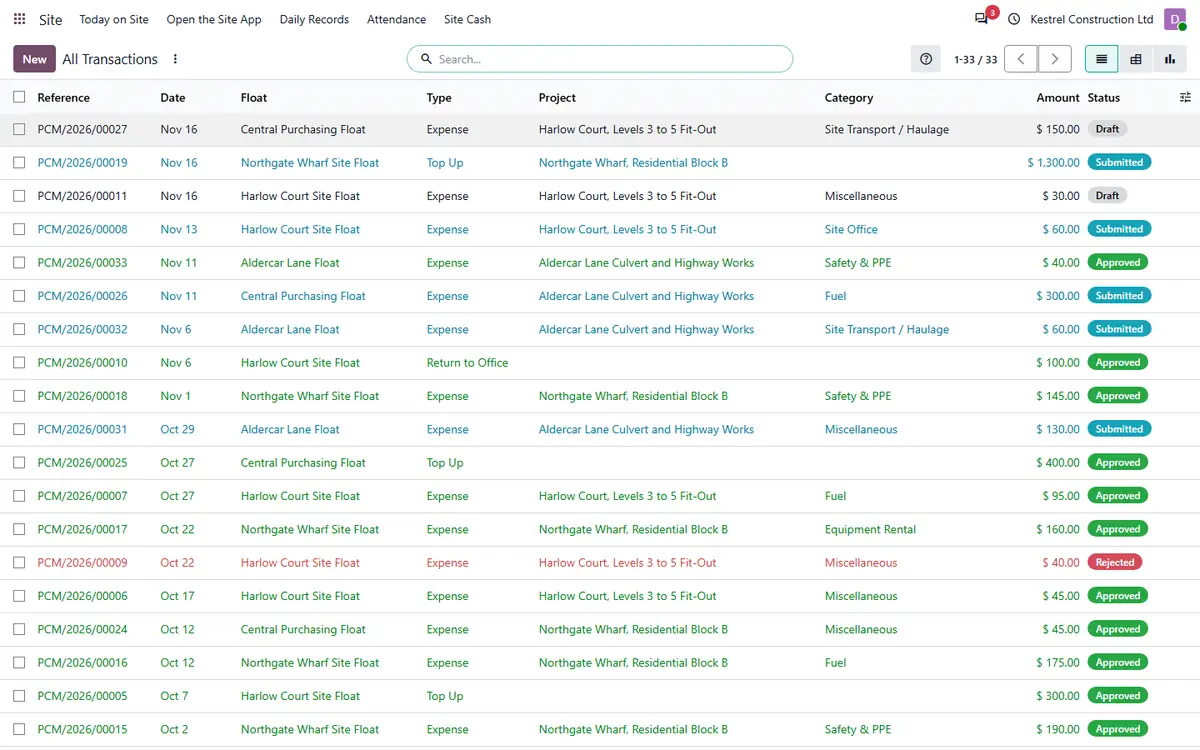 Site Today on Site Open the Site App Daily Records Attendance Site Cash 3 Kestrel Construction Ltd D
New All Transactions Search... 1-33 / 33
Reference Date Float Type Project Category Amount Status
PCM/2026/00027 Nov 16 Central Purchasing Float Expense Harlow Court, Levels 3 to 5 Fit-Out Site Transport / Haulage $ 150.00 Draft
PCM/2026/00019 Nov 16 Northgate Wharf Site Float Top Up Northgate Wharf, Residential Block B $ 1,300.00 Submitted
PCM/2026/00011 Nov 16 Harlow Court Site Float Expense Harlow Court, Levels 3 to 5 Fit-Out Miscellaneous $ 30.00 Draft
PCM/2026/00008 Nov 13 Harlow Court Site Float Expense Harlow Court, Levels 3 to 5 Fit-Out Site Office $ 60.00 Submitted
PCM/2026/00033 Nov 11 Aldercar Lane Float Expense Aldercar Lane Culvert and Highway Works Safety & PPE $ 40.00 Approved
PCM/2026/00026 Nov 11 Central Purchasing Float Expense Aldercar Lane Culvert and Highway Works Fuel $ 300.00 Submitted
PCM/2026/00032 Nov 6 Aldercar Lane Float Expense Aldercar Lane Culvert and Highway Works Site Transport / Haulage $ 60.00 Submitted
PCM/2026/00010 Nov 6 Harlow Court Site Float Return to Office $ 100.00 Approved
PCM/2026/00018 Nov 1 Northgate Wharf Site Float Expense Northgate Wharf, Residential Block B Safety & PPE $ 145.00 Approved
PCM/2026/00031 Oct 29 Aldercar Lane Float Expense Aldercar Lane Culvert and Highway Works Miscellaneous $ 130.00 Submitted
PCM/2026/00025 Oct 27 Central Purchasing Float Top Up $ 400.00 Approved
PCM/2026/00007 Oct 27 Harlow Court Site Float Expense Harlow Court, Levels 3 to 5 Fit-Out Fuel $ 95.00 Approved
PCM/2026/00017 Oct 22 Northgate Wharf Site Float Expense Northgate Wharf, Residential Block B Equipment Rental $ 160.00 Approved
PCM/2026/00009 Oct 22 Harlow Court Site Float Expense Harlow Court, Levels 3 to 5 Fit-Out Miscellaneous $ 40.00 Rejected
PCM/2026/00006 Oct 17 Harlow Court Site Float Expense Harlow Court, Levels 3 to 5 Fit-Out Miscellaneous $ 45.00 Approved
PCM/2026/00024 Oct 12 Central Purchasing Float Expense Northgate Wharf, Residential Block B Miscellaneous $ 45.00 Approved
PCM/2026/00016 Oct 12 Northgate Wharf Site Float Expense Northgate Wharf, Residential Block B Fuel $ 175.00 Approved
PCM/2026/00005 Oct 7 Harlow Court Site Float Top Up $ 300.00 Approved
PCM/2026/00015 Oct 2 Northgate Wharf Site Float Expense Northgate Wharf, Residential Block B Safety & PPE $ 190.00 Approved